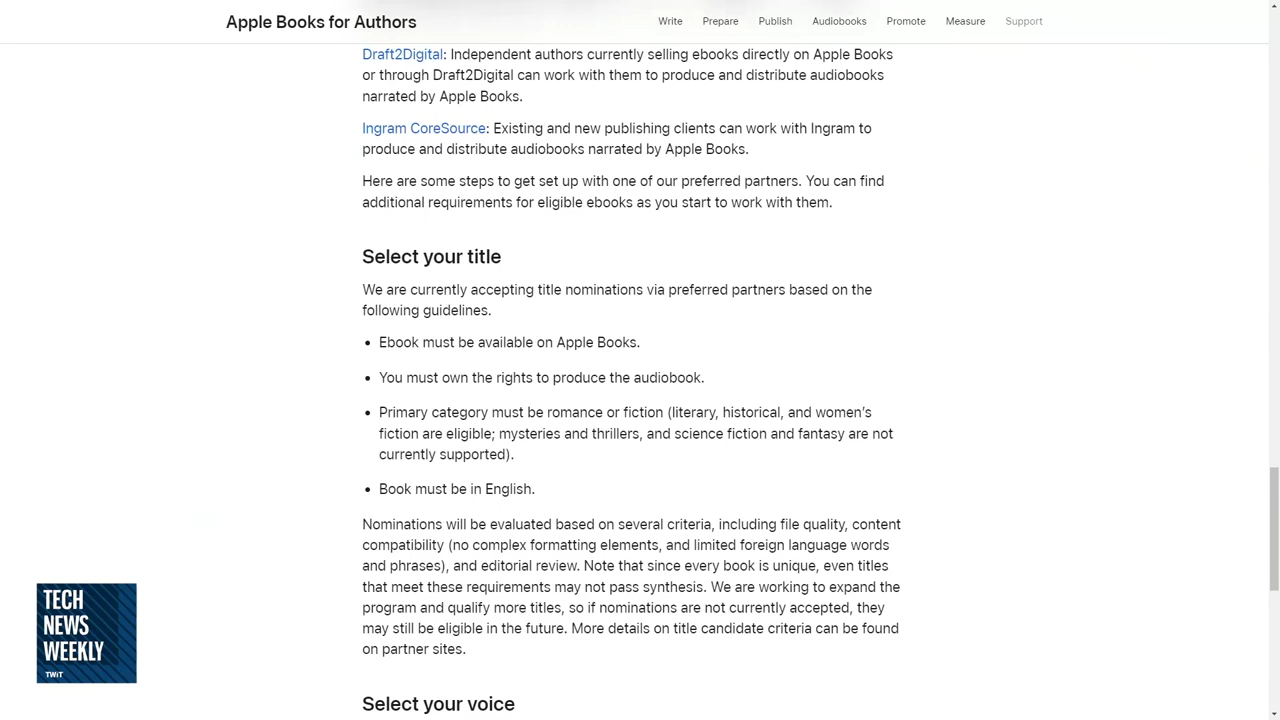 Apple Books for Authors
Write Prepare Publish Audiobooks Promote Measure Support
Draft2Digital: Independent authors currently selling ebooks directly on Apple Books
or through Draft2Digital can work with them to produce and distribute audiobooks
narrated by Apple Books.
Ingram CoreSource: Existing and new publishing clients can work with Ingram to
produce and distribute audiobooks narrated by Apple Books.
Here are some steps to get set up with one of our preferred partners. You can find
additional requirements for eligible ebooks as you start to work with them.
Select your title
We are currently accepting title nominations via preferred partners based on the
following guidelines.
• Ebook must be available on Apple Books.
• You must own the rights to produce the audiobook.
• Primary category must be romance or fiction (literary, historical, and women’s
fiction are eligible; mysteries and thrillers, and science fiction and fantasy are not
currently supported).
• Book must be in English.
Nominations will be evaluated based on several criteria, including file quality, content
compatibility (no complex formatting elements, and limited foreign language words
and phrases), and editorial review. Note that since every book is unique, even titles
that meet these requirements may not pass synthesis. We are working to expand the
program and qualify more titles, so if nominations are not currently accepted, they
may still be eligible in the future. More details on title candidate criteria can be found
on partner sites.
Select your voice
TECH
NEWS
WEEKLY
TWiT